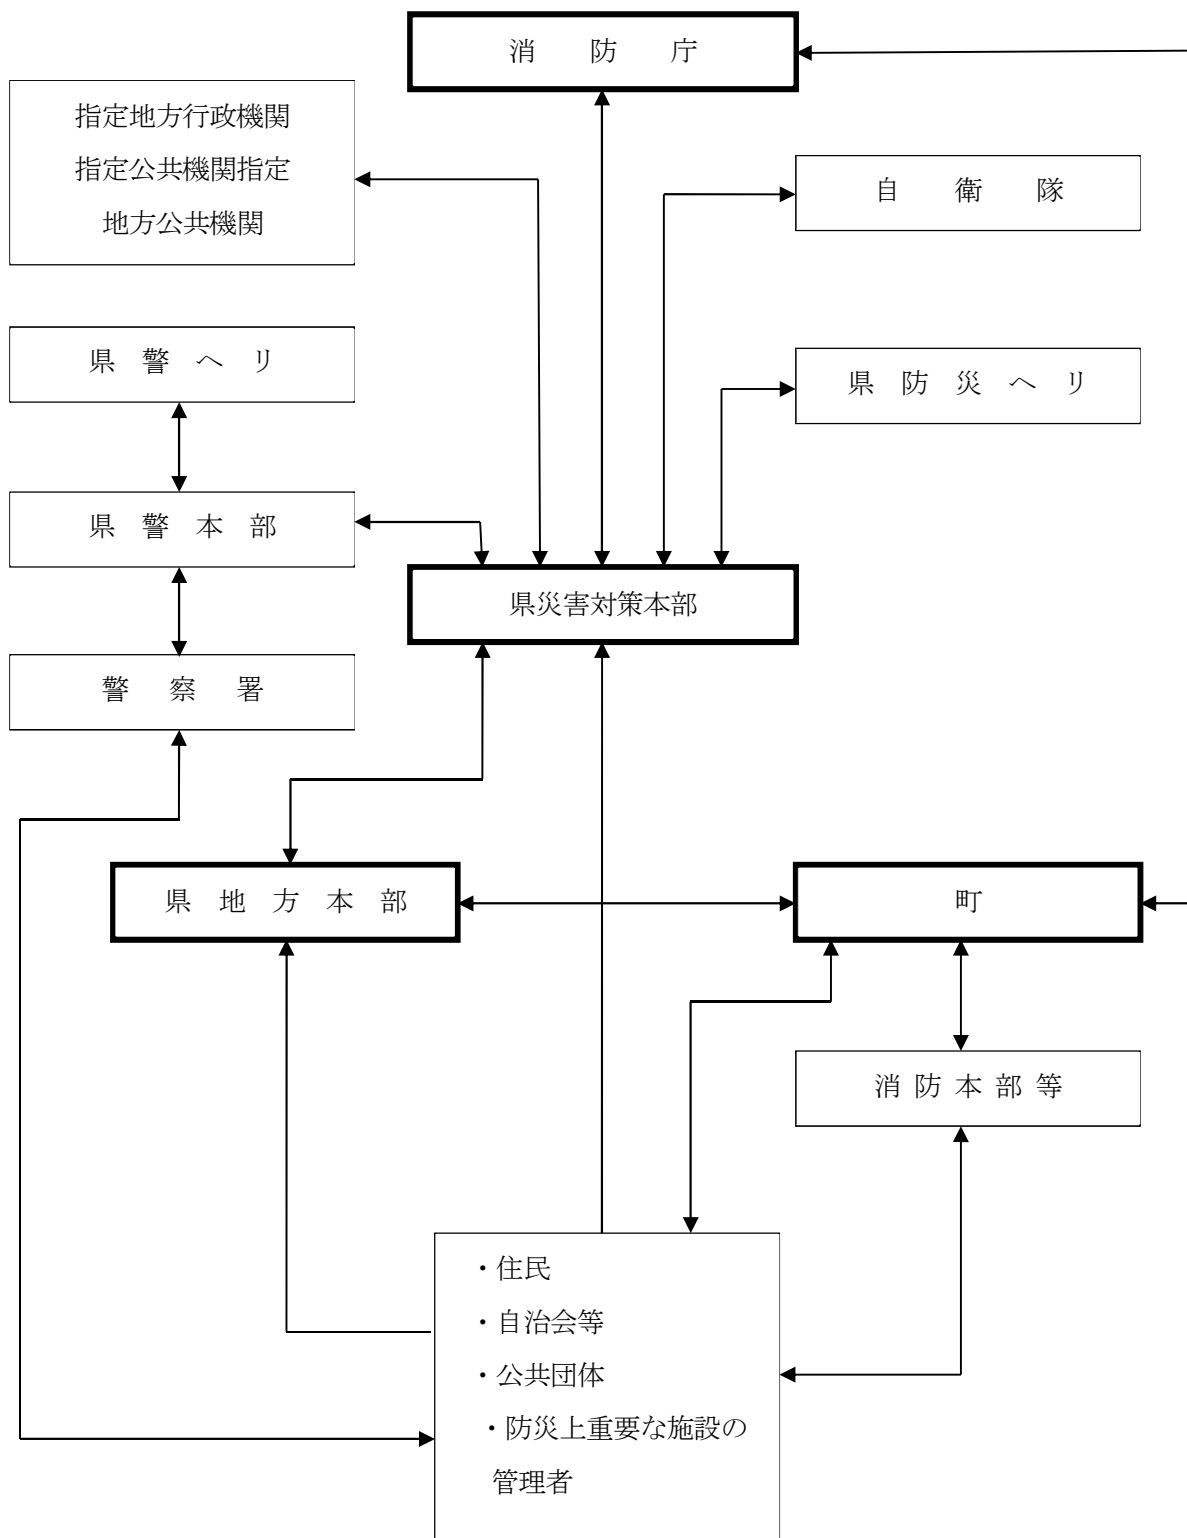 消防庁
指定地方行政機関
指定公共機関指定
地方公共機関
自衛隊
県警ヘリ
県防災ヘリ
県警本部
県災害対策本部
警察署
県地方本部
町
消防本部等
・住民
・自治会等
・公共団体
・防災上重要な施設の
管理者